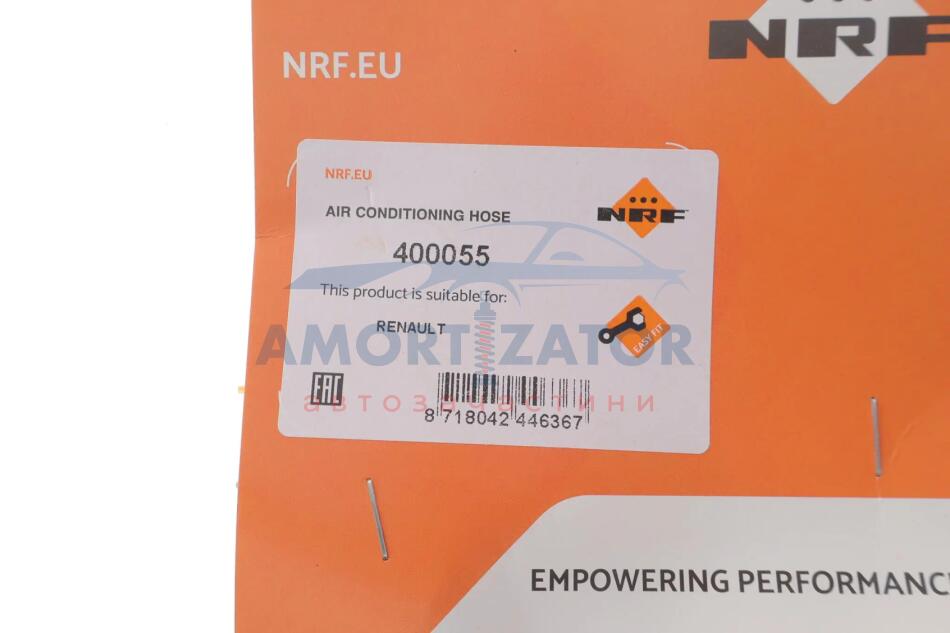 NRF.EU
NRF
NRF.EU
NRF
AIR CONDITIONING HOSE
400055
This product is suitable for:
RENAULT
EASY FIT
AMORTIZATOR
EAC
автозапчастини
8 718042 446367
EMPOWERING PERFORMANC